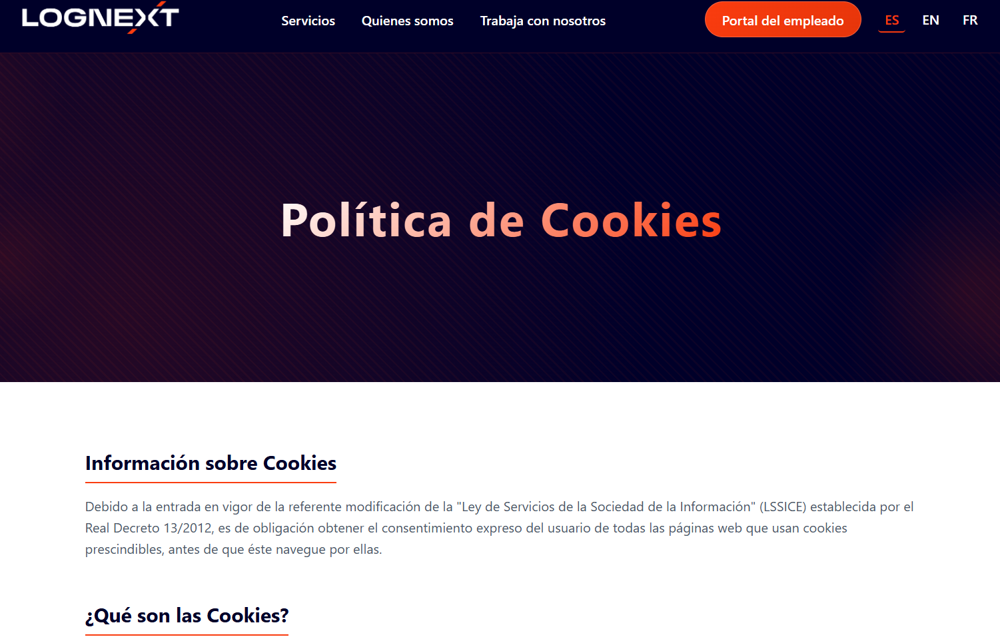 LOGNEXT
Servicios
Quienes somos
Trabaja con nosotros
Portal del empleado
ES
EN
FR
Política de Cookies
Información sobre Cookies
Debido a la entrada en vigor de la referente modificación de la "Ley de Servicios de la Sociedad de la Información" (LSSICE) establecida por el
Real Decreto 13/2012, es de obligación obtener el consentimiento expreso del usuario de todas las páginas web que usan cookies
prescindibles, antes de que éste navegue por ellas.
¿Qué son las Cookies?